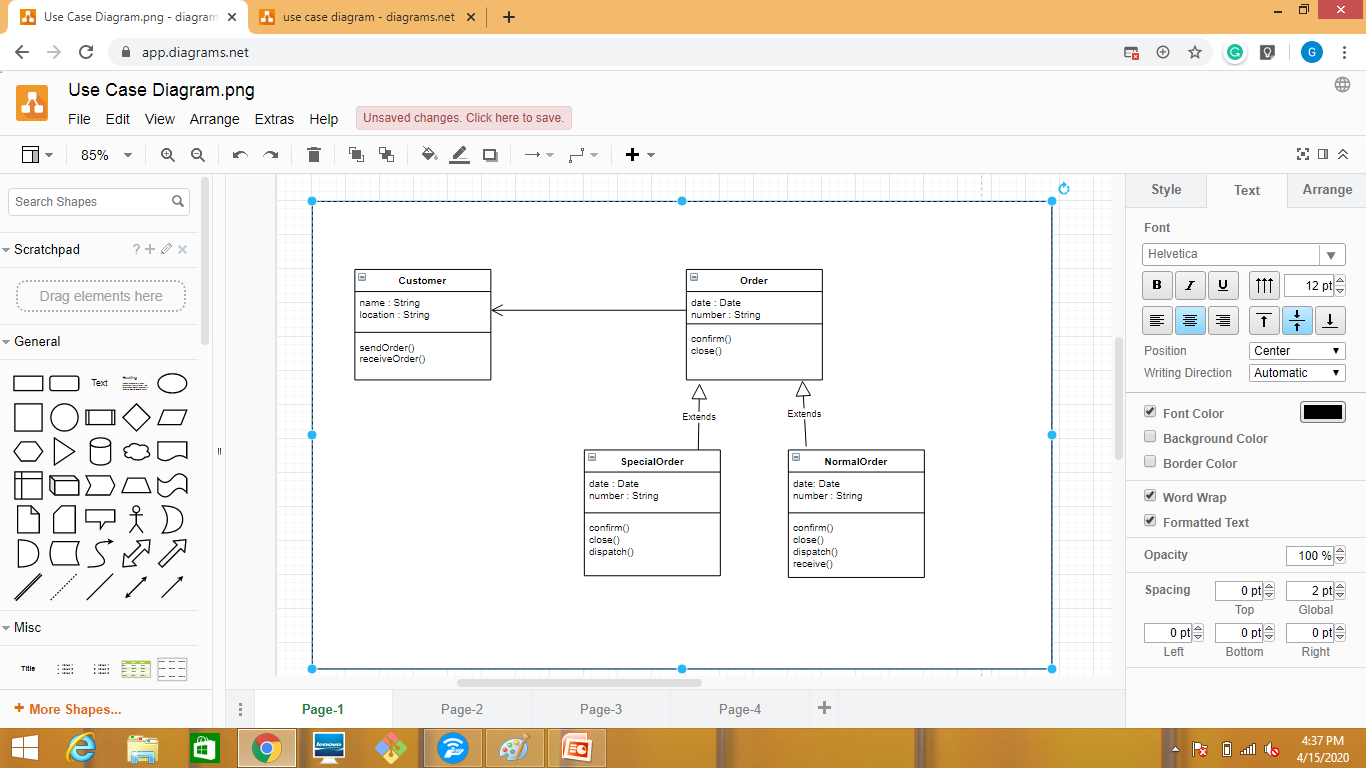 Use Case Diagram.png - diagram
use case diagram - diagrams.net
app.diagrams.net
G
Use Case Diagram.png
File Edit View Arrange Extras Help
Unsaved changes. Click here to save.
85%
Search Shapes
Scratchpad
?
Drag elements here
General
Text
Heading
Misc
Title
+ More Shapes...
Customer
name : String
location : String
sendOrder()
receiveOrder()
Order
date : Date
number : String
confirm()
close()
Extends
Extends
SpecialOrder
date : Date
number : String
confirm()
close()
dispatch()
NormalOrder
date: Date
number : String
confirm()
close()
dispatch()
receive()
Page-1 Page-2 Page-3 Page-4
Style Text Arrange
Font
Helvetica
B I U 12 pt
Position Center
Writing Direction Automatic
Font Color
Background Color
Border Color
Word Wrap
Formatted Text
Opacity 100 %
Spacing 0 pt 2 pt
Top Global
0 pt 0 pt 0 pt
Left Bottom Right
lenovo
4:37 PM
4/15/2020